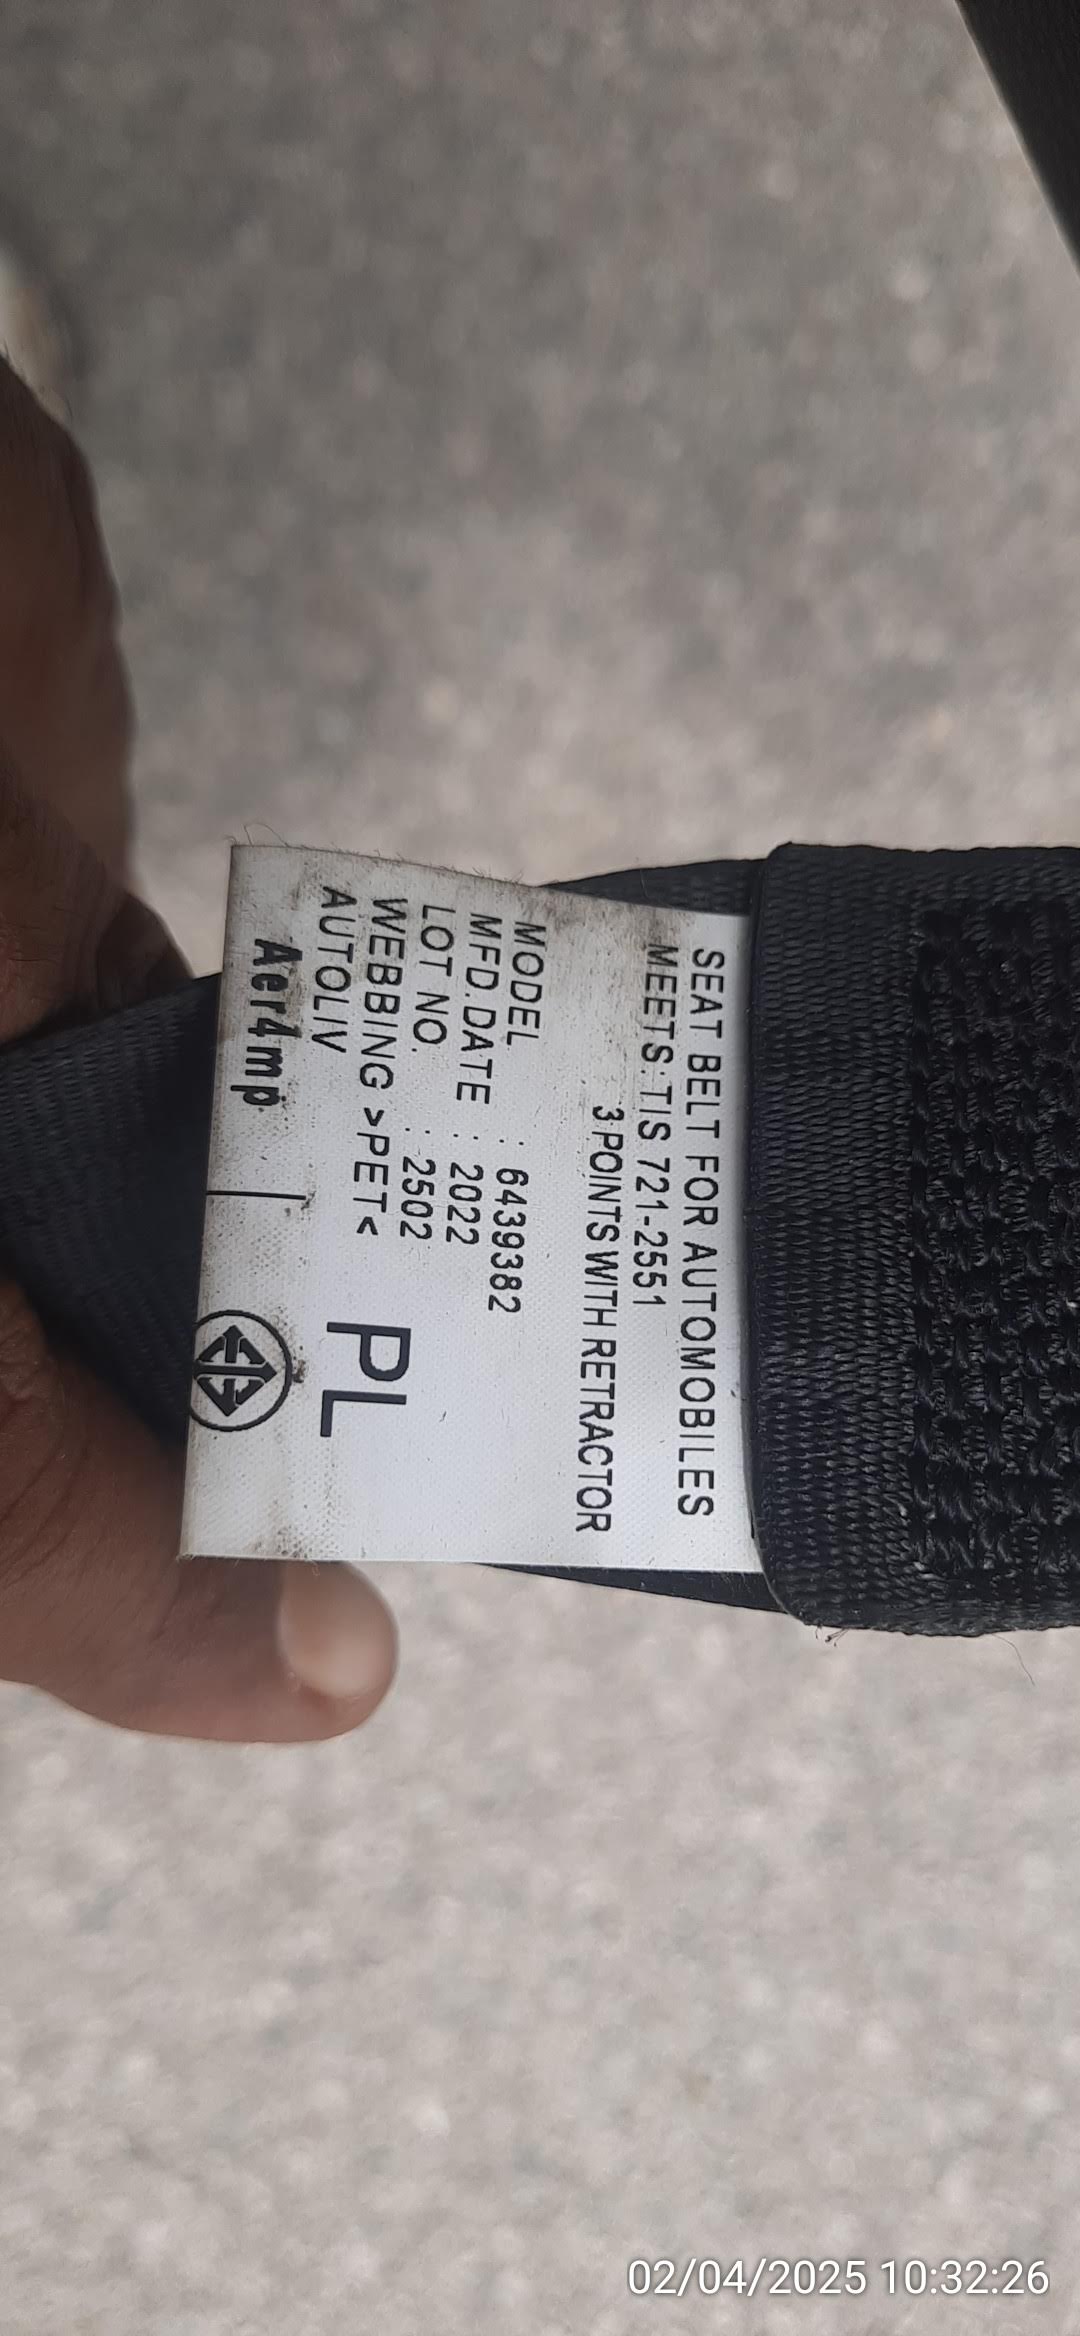 SEAT BELT FOR AUTOMOBILES
MEETS: TIS 721-2551
3 POINTS WITH RETRACTOR
MODEL : 6439382
MFD.DATE : 2022
LOT NO. : 2502
WEBBING >PET<
AUTOLIV
PL
Aer4mp
02/04/2025 10:32:26